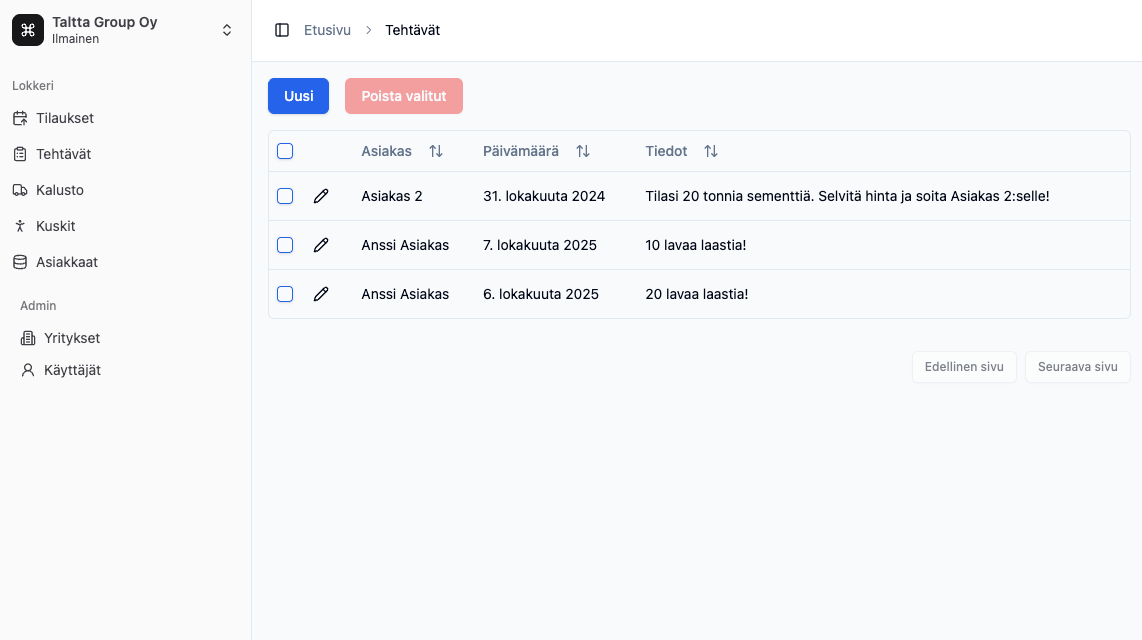 Taltta Group Oy
Ilmainen
Lokkeri
Tilaukset
Tehtävät
Kalusto
Kuskit
Asiakkaat
Admin
Yritykset
Käyttäjät
Etusivu Tehtävät
Uusi Poista valitut
Asiakas Päivämäärä Tiedot
Asiakas 2 31. lokakuuta 2024 Tilasi 20 tonnia sementtiä. Selvitä hinta ja soita Asiakas 2:selle!
Anssi Asiakas 7. lokakuuta 2025 10 lavaa laastia!
Anssi Asiakas 6. lokakuuta 2025 20 lavaa laastia!
Edellinen sivu Seuraava sivu